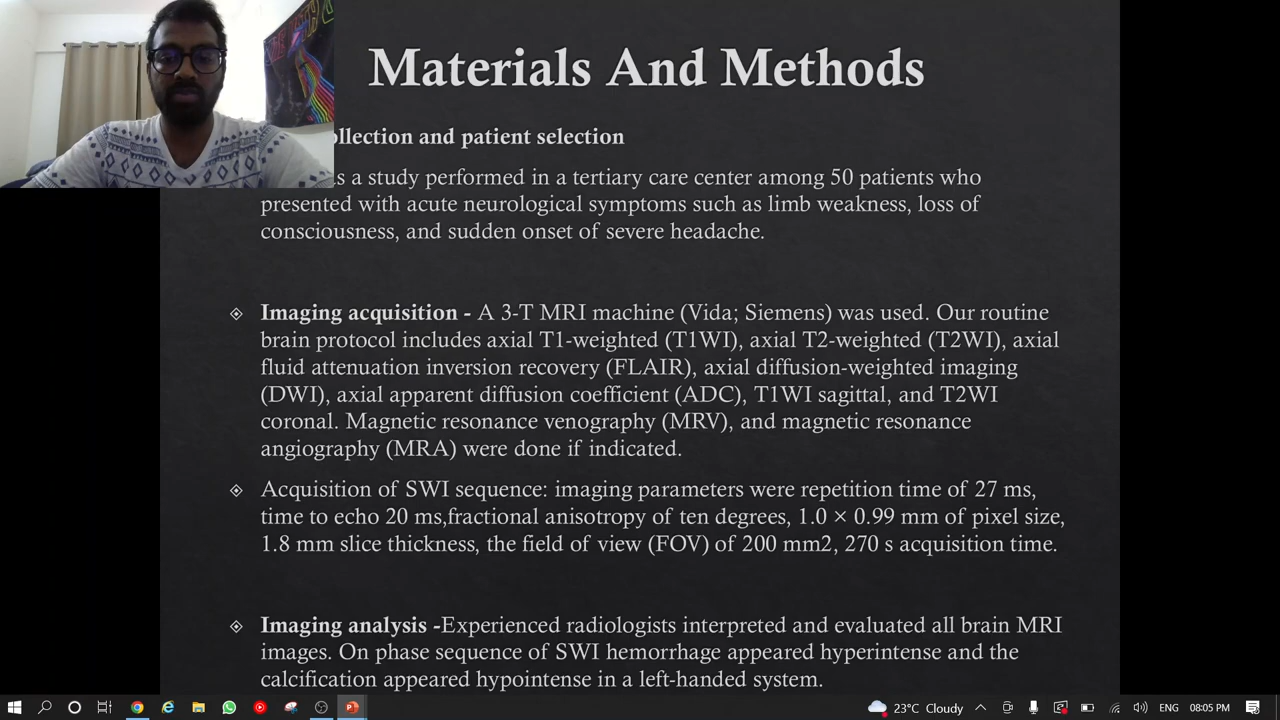 Materials And Methods
ollection and patient selection
s a study performed in a tertiary care center among 50 patients who
presented with acute neurological symptoms such as limb weakness, loss of
consciousness, and sudden onset of severe headache.
Imaging acquisition - A 3-T MRI machine (Vida; Siemens) was used. Our routine
brain protocol includes axial T1-weighted (T1WI), axial T2-weighted (T2WI), axial
fluid attenuation inversion recovery (FLAIR), axial diffusion-weighted imaging
(DWI), axial apparent diffusion coefficient (ADC), T1WI sagittal, and T2WI
coronal. Magnetic resonance venography (MRV), and magnetic resonance
angiography (MRA) were done if indicated.
Acquisition of SWI sequence: imaging parameters were repetition time of 27 ms,
time to echo 20 ms,fractional anisotropy of ten degrees, 1.0 × 0.99 mm of pixel size,
1.8 mm slice thickness, the field of view (FOV) of 200 mm2, 270 s acquisition time.
Imaging analysis -Experienced radiologists interpreted and evaluated all brain MRI
images. On phase sequence of SWI hemorrhage appeared hyperintense and the
calcification appeared hypointense in a left-handed system.
23°C Cloudy ENG 08:05 PM